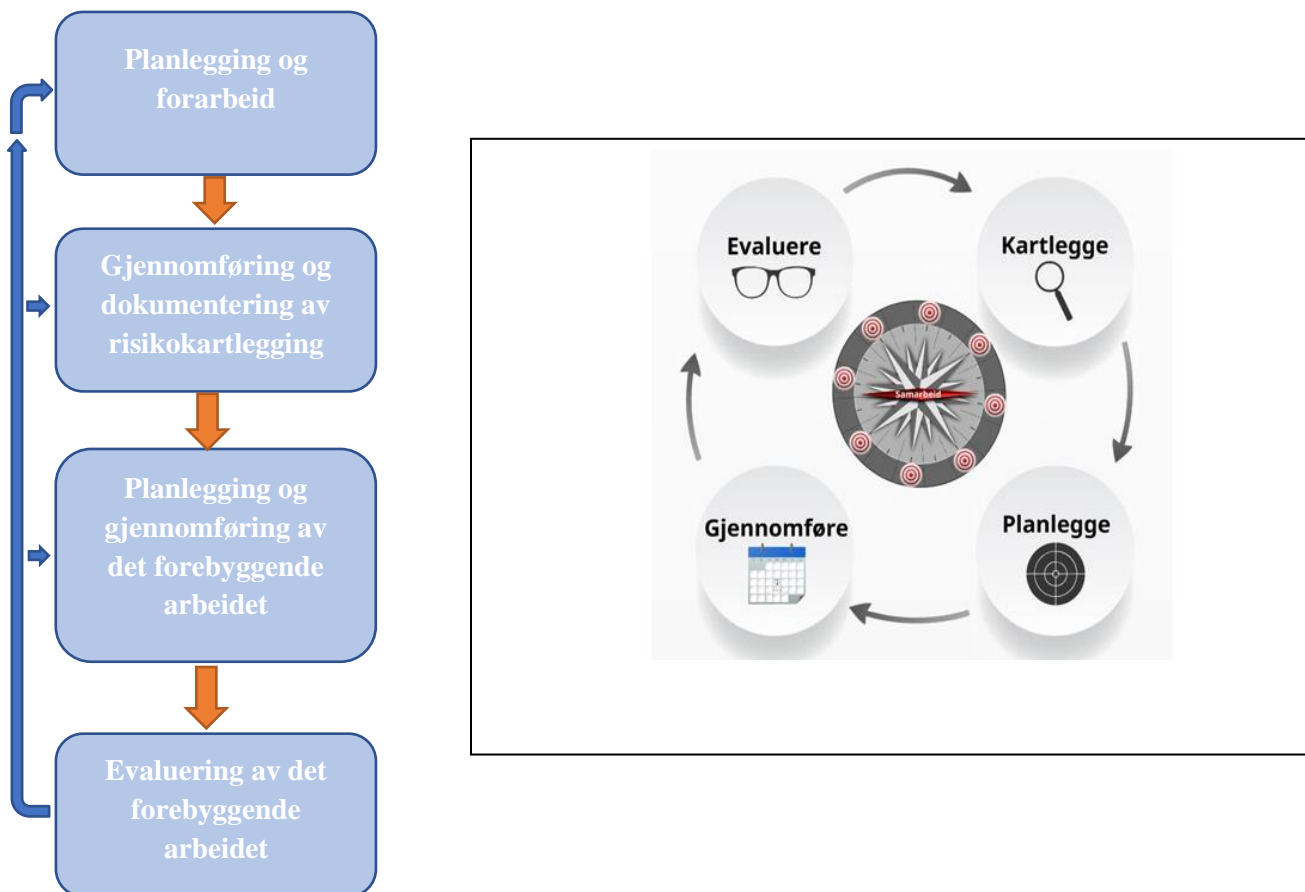 Planlegging og
forarbeid
Gjennomføring og
dokumentering av
risikokartlegging
Planlegging og
gjennomføring av
det forebyggende
arbeidet
Evaluering av det
forebyggende
arbeidet
Evaluere
Kartlegge
Samarbeid
Gjennomføre
Planlegge